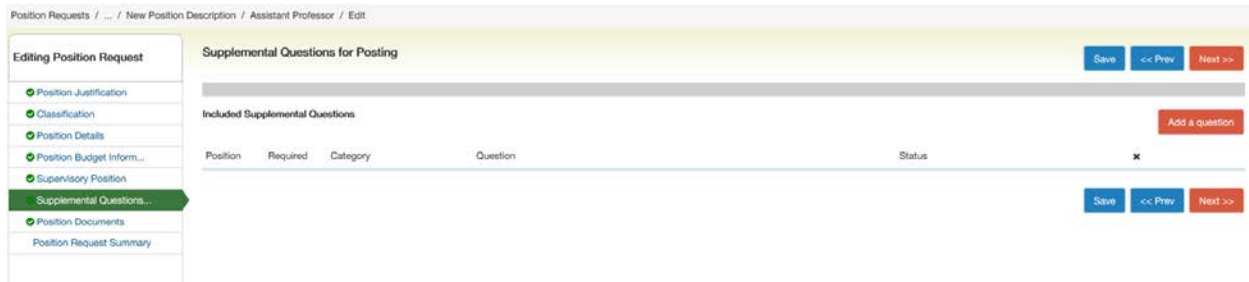 Position Requests / ... / New Position Description / Assistant Professor / Edit
Editing Position Request
Position Justification
Classification
Position Details
Position Budget Inform...
Supervisory Position
Supplemental Questions...
Position Documents
Position Request Summary
Supplemental Questions for Posting
Save << Prev Next >>
Included Supplemental Questions
Add a question
Position Required Category Question Status ✖
Save << Prev Next >>